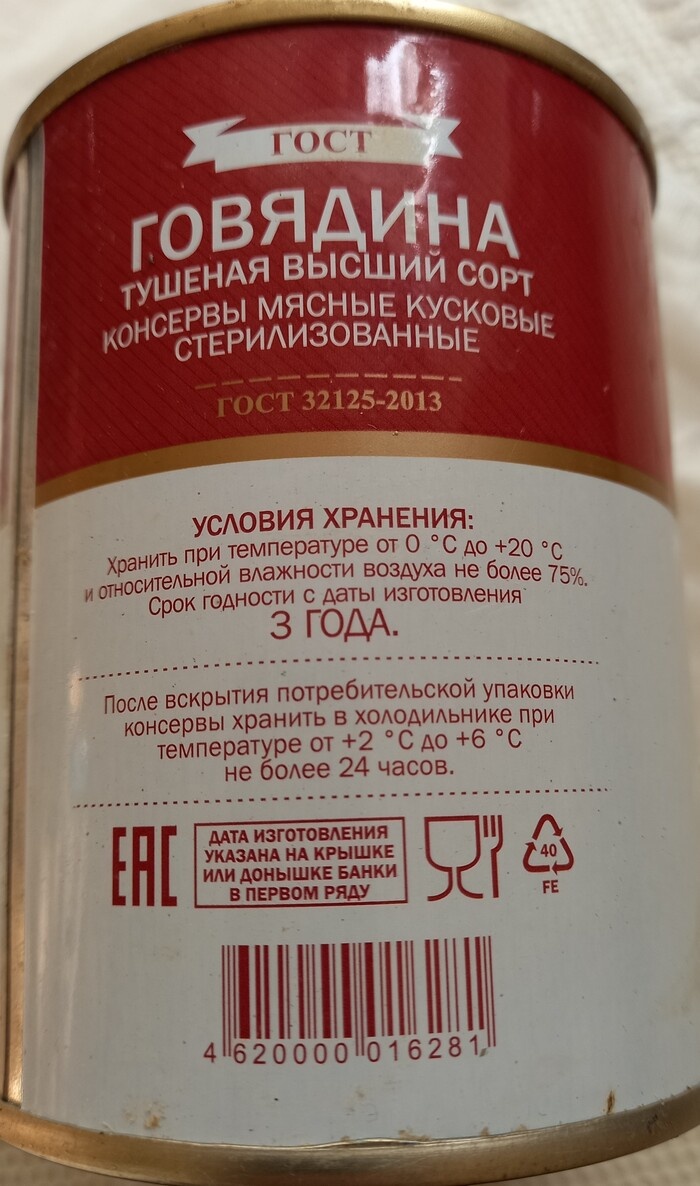 ГОСТ
ГОВЯДИНА
ТУШЕНАЯ ВЫСШИЙ СОРТ
КОНСЕРВЫ МЯСНЫЕ КУСКОВЫЕ
СТЕРИЛИЗОВАННЫЕ
ГОСТ 32125-2013
УСЛОВИЯ ХРАНЕНИЯ:
Хранить при температуре от 0 °С до +20 °С
и относительной влажности воздуха не более 75%.
Срок годности с даты изготовления
3 ГОДА.
После вскрытия потребительской упаковки
консервы хранить в холодильнике при
температуре от +2 °С до +6 °С
не более 24 часов.
ЕАС
ДАТА ИЗГОТОВЛЕНИЯ
УКАЗАНА НА КРЫШКЕ
ИЛИ ДОНЫШКЕ БАНКИ
В ПЕРВОМ РЯДУ
40
FE
4 620000 016281